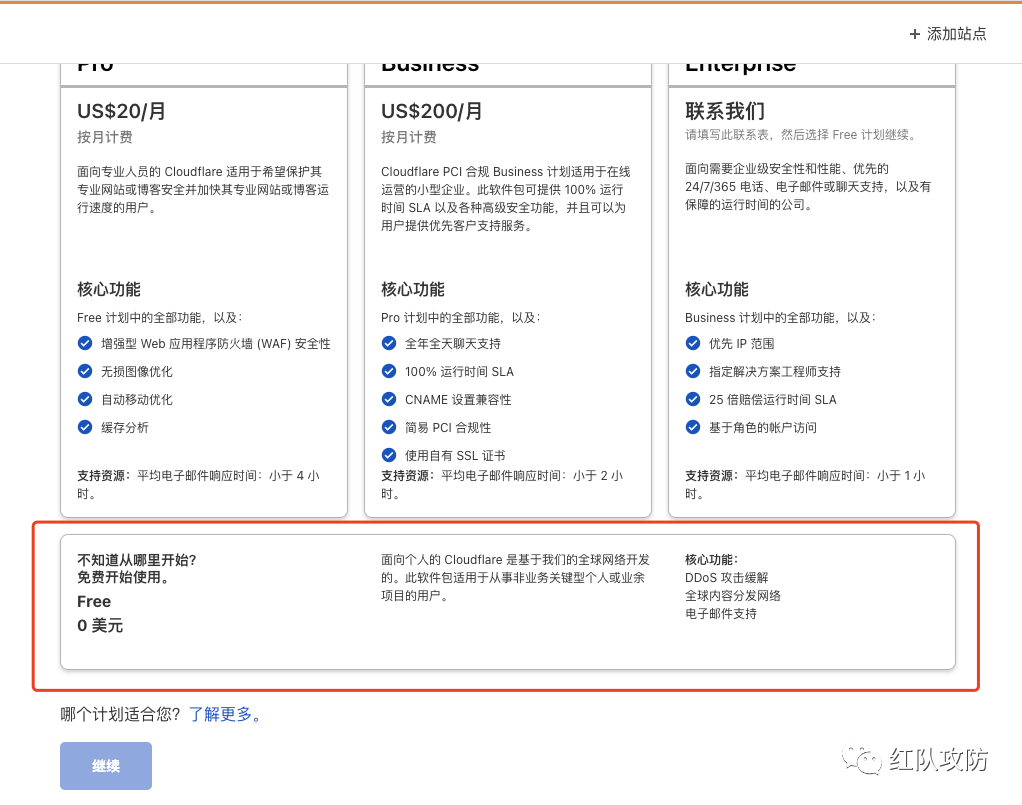 + 添加站点
Pro
Business
Enterprise
US$20/月
按月计费
面向专业人员的 Cloudflare 适用于希望保护其
专业网站或博客安全并加快其专业网站或博客运
行速度的用户。
核心功能
Free 计划中的全部功能，以及：
增强型 Web 应用程序防火墙 (WAF) 安全性
无损图像优化
自动移动优化
缓存分析
支持资源：平均电子邮件响应时间：小于 4 小
时。
US$200/月
按月计费
Cloudflare PCI 合规 Business 计划适用于在线
运营的小型企业。此软件包可提供 100% 运行
时间 SLA 以及各种高级安全功能，并且可以为
用户提供优先客户支持服务。
核心功能
Pro 计划中的全部功能，以及：
全年全天聊天支持
100% 运行时间 SLA
CNAME 设置兼容性
简易 PCI 合规性
使用自有 SSL 证书
支持资源：平均电子邮件响应时间：小于 2 小
时。
联系我们
请填写此联系表，然后选择 Free 计划继续。
面向需要企业级安全性和性能、优先的
24/7/365 电话、电子邮件或聊天支持，以及有
保障的运行时间的公司。
核心功能
Business 计划中的全部功能，以及：
优先 IP 范围
指定解决方案工程师支持
25 倍赔偿运行时间 SLA
基于角色的帐户访问
支持资源：平均电子邮件响应时间：小于 1 小
时。
不知道从哪里开始？
免费开始使用。
Free
0 美元
面向个人的 Cloudflare 是基于我们的全球网络开发
的。此软件包适用于从事非业务关键型个人或业余
项目的用户。
核心功能：
DDoS 攻击缓解
全球内容分发网络
电子邮件支持
哪个计划适合您？了解更多。
继续
红队攻防